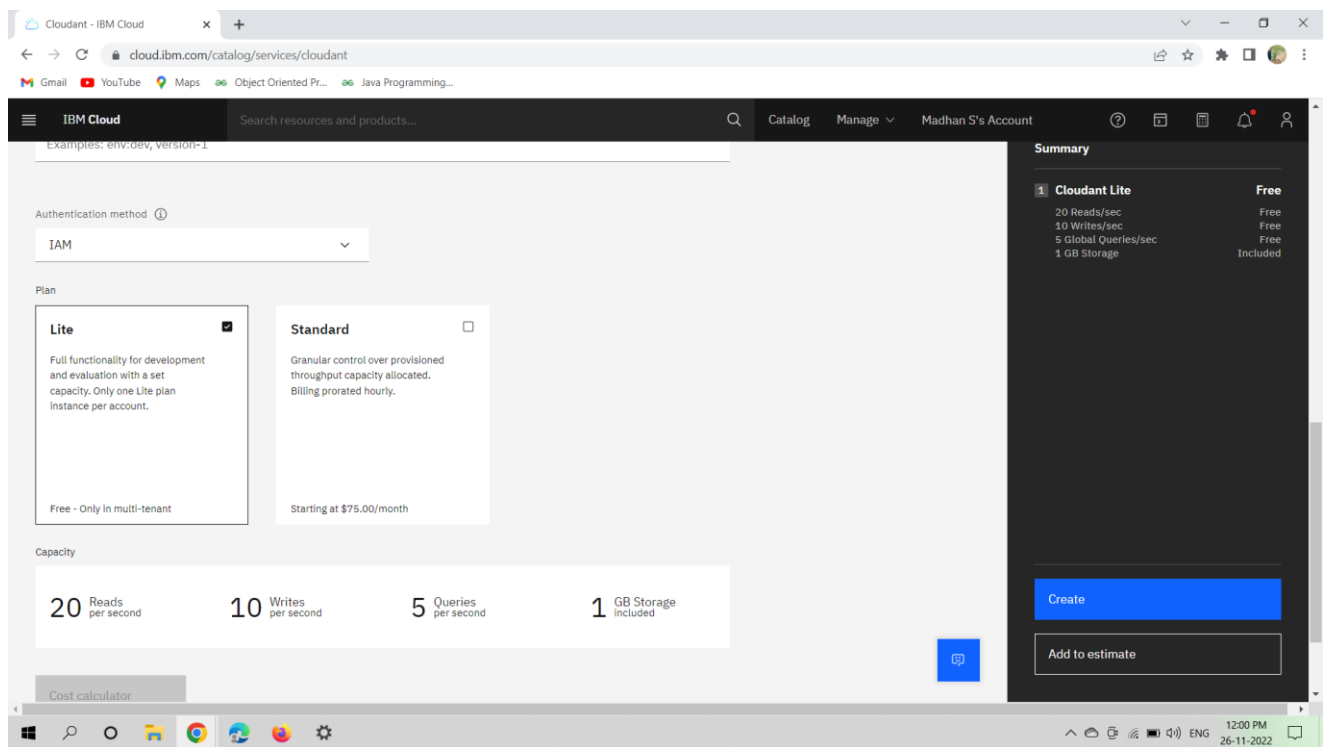 Cloudant - IBM Cloud
cloud.ibm.com/catalog/services/cloudant
Gmail YouTube Maps Object Oriented Pr... Java Programming...
IBM Cloud Search resources and products... Catalog Manage Madhan S's Account
Examples: env:dev, version-1
Authentication method
IAM
Plan
Lite
Full functionality for development
and evaluation with a set
capacity. Only one Lite plan
instance per account.
Free - Only in multi-tenant
Standard
Granular control over provisioned
throughput capacity allocated.
Billing prorated hourly.
Starting at $75.00/month
Capacity
20 Reads per second
10 Writes per second
5 Queries per second
1 GB Storage included
Cost calculator
Summary
1 Cloudant Lite Free
20 Reads/sec Free
10 Writes/sec Free
5 Global Queries/sec Free
1 GB Storage Included
Create
Add to estimate
ENG
12:00 PM
26-11-2022